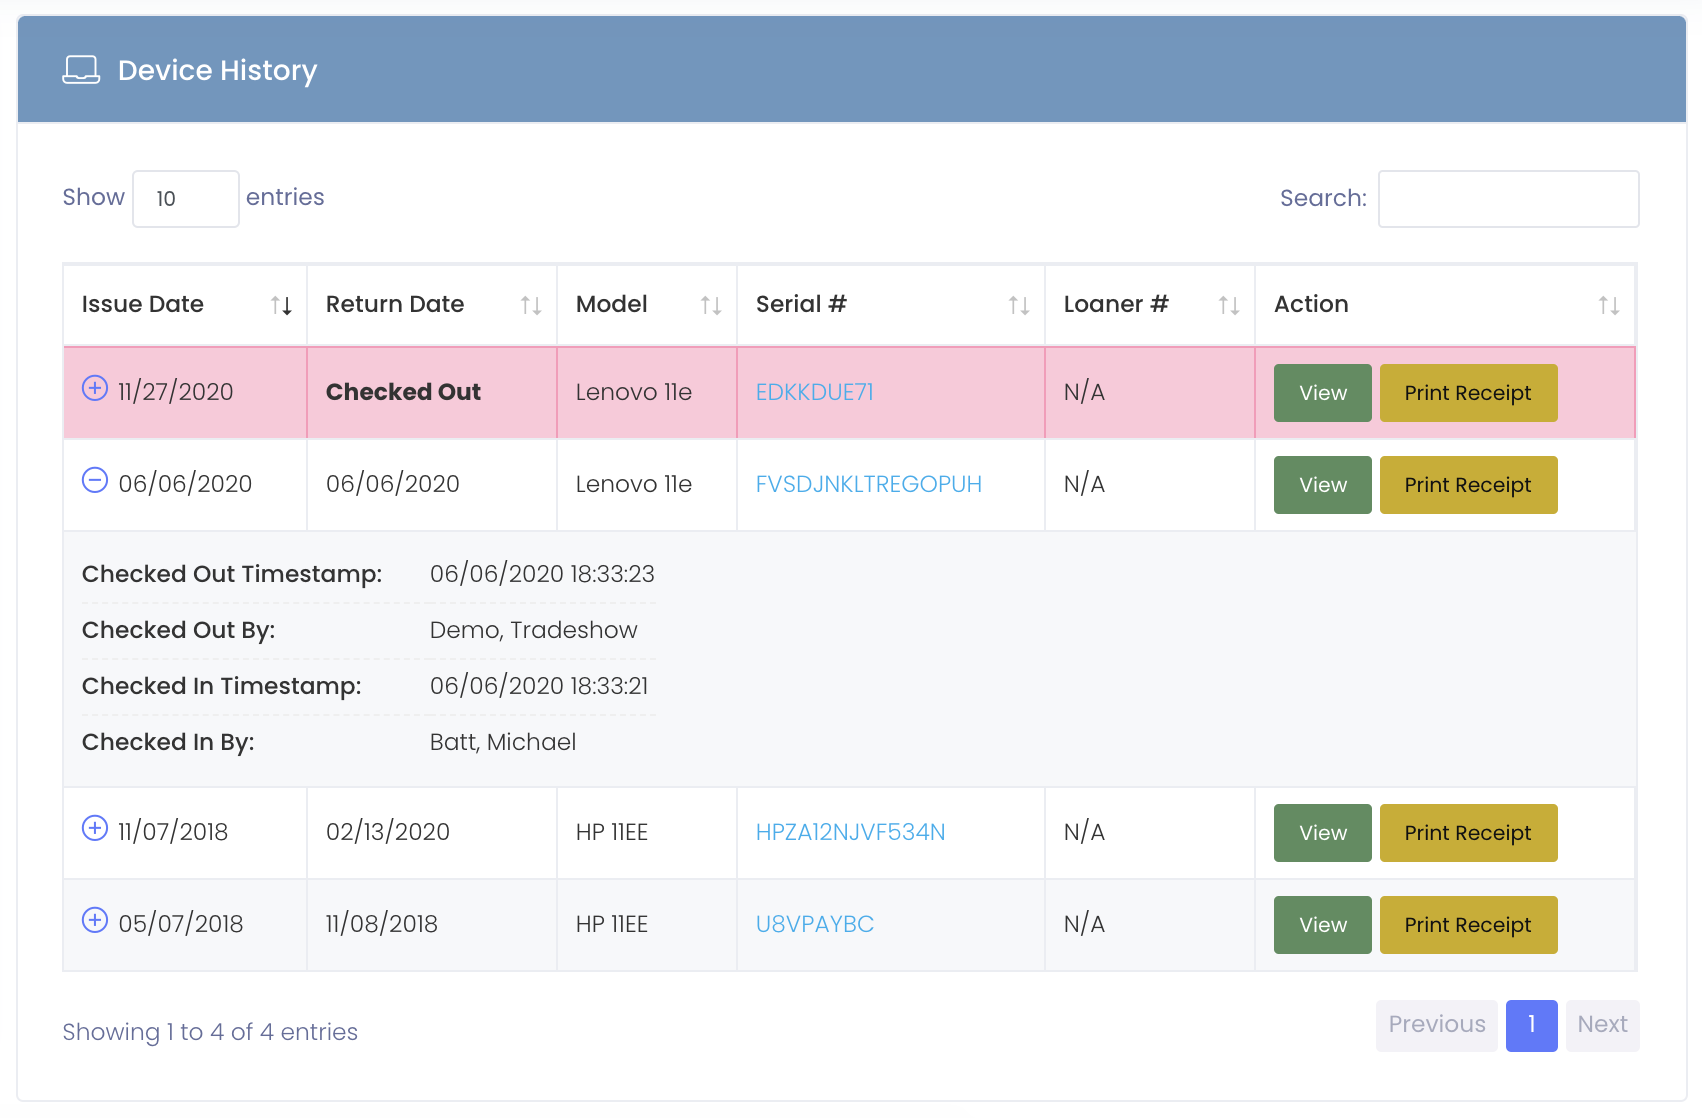 Device History
Show 10 entries
Search:
Issue Date Return Date Model Serial # Loaner # Action
11/27/2020 Checked Out Lenovo 11e EDKKDUE71 N/A View Print Receipt
06/06/2020 06/06/2020 Lenovo 11e FVSDJNKLTREGOPUH N/A View Print Receipt
Checked Out Timestamp: 06/06/2020 18:33:23
Checked Out By: Demo, Tradeshow
Checked In Timestamp: 06/06/2020 18:33:21
Checked In By: Batt, Michael
11/07/2018 02/13/2020 HP 11EE HPZA12NJVF534N N/A View Print Receipt
05/07/2018 11/08/2018 HP 11EE U8VPAYBC N/A View Print Receipt
Showing 1 to 4 of 4 entries
Previous 1 Next